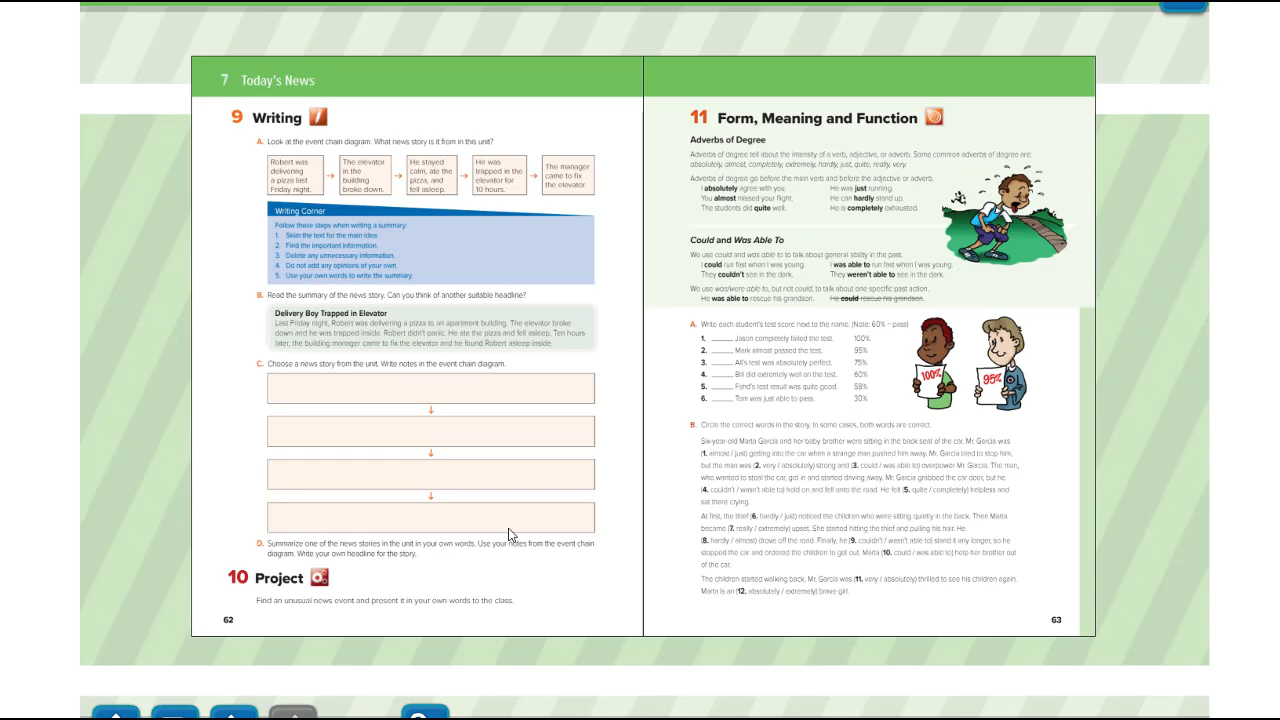 7 Today's News
9 Writing
A. Look at the event chain diagram. What news story is it from in this unit?
Robert was
delivering
a pizza last
Friday night.
The elevator
in the
building
broke down.
He stayed
calm, ate the
pizza, and
fell asleep.
He was
trapped in the
elevator for
10 hours.
The manager
came to fix
the elevator.
Writing Corner
Follow these steps when writing a summary:
1. Skim the text for the main idea.
2. Find the important information.
3. Delete any unnecessary information.
4. Do not add any opinions of your own.
5. Use your own words to write the summary.
B. Read the summary of the news story. Can you think of another suitable headline?
Delivery Boy Trapped in Elevator
Last Friday night, Robert was delivering a pizza to an apartment building. The elevator broke
down and he was trapped inside. Robert didn't panic. He ate the pizza and fell asleep. Ten hours
later, the building manager came to fix the elevator and he found Robert asleep inside.
C. Choose a news story from the unit. Write notes in the event chain diagram.
D. Summarize one of the news stories in the unit in your own words. Use your notes from the event chain
diagram. Write your own headline for the story.
10 Project
Find an unusual news event and present it in your own words to the class.
62
11 Form, Meaning and Function
Adverbs of Degree
Adverbs of degree tell about the intensity of a verb, adjective, or adverb. Some common adverbs of degree are:
absolutely, almost, completely, extremely, hardly, just, quite, really, very.
Adverbs of degree go before the main verb and before the adjective or adverb.
I absolutely agree with you. He was just running.
You almost missed your flight. He can hardly stand up.
The students did quite well. He is completely exhausted.
Could and Was Able To
We use could and was able to to talk about general ability in the past.
I could run fast when I was young. I was able to run fast when I was young.
They couldn't see in the dark. They weren't able to see in the dark.
We use was/were able to, but not could, to talk about one specific past action.
He was able to rescue his grandson. He could rescue his grandson.
A. Write each student's test score next to the name. (Note: 60% = pass)
1. ______ Jason completely failed the test. 100%
2. ______ Mark almost passed the test. 95%
3. ______ Ali's test was absolutely perfect. 75%
4. ______ Bill did extremely well on the test. 60%
5. ______ Fahd's test result was quite good. 58%
6. ______ Tom was just able to pass. 30%
100%
95%
B. Circle the correct words in the story. In some cases, both words are correct.
Six-year-old Marta Garcia and her baby brother were sitting in the back seat of the car. Mr. Garcia was
(1. almost / just) getting into the car when a strange man pushed him away. Mr. Garcia tried to stop him,
but the man was (2. very / absolutely) strong and (3. could / was able to) overpower Mr. Garcia. The man,
who wanted to steal the car, got in and started driving away. Mr. Garcia grabbed the car door, but he
(4. couldn't / wasn't able to) hold on and fell onto the road. He felt (5. quite / completely) helpless and
sat there crying.
At first, the thief (6. hardly / just) noticed the children who were sitting quietly in the back. Then Marta
became (7. really / extremely) upset. She started hitting the thief and pulling his hair. He
(8. hardly / almost) drove off the road. Finally, he (9. couldn't / wasn't able to) stand it any longer, so he
stopped the car and ordered the children to get out. Marta (10. could / was able to) help her brother out
of the car.
The children started walking back. Mr. Garcia was (11. very / absolutely) thrilled to see his children again.
Marta is an (12. absolutely / extremely) brave girl.
63